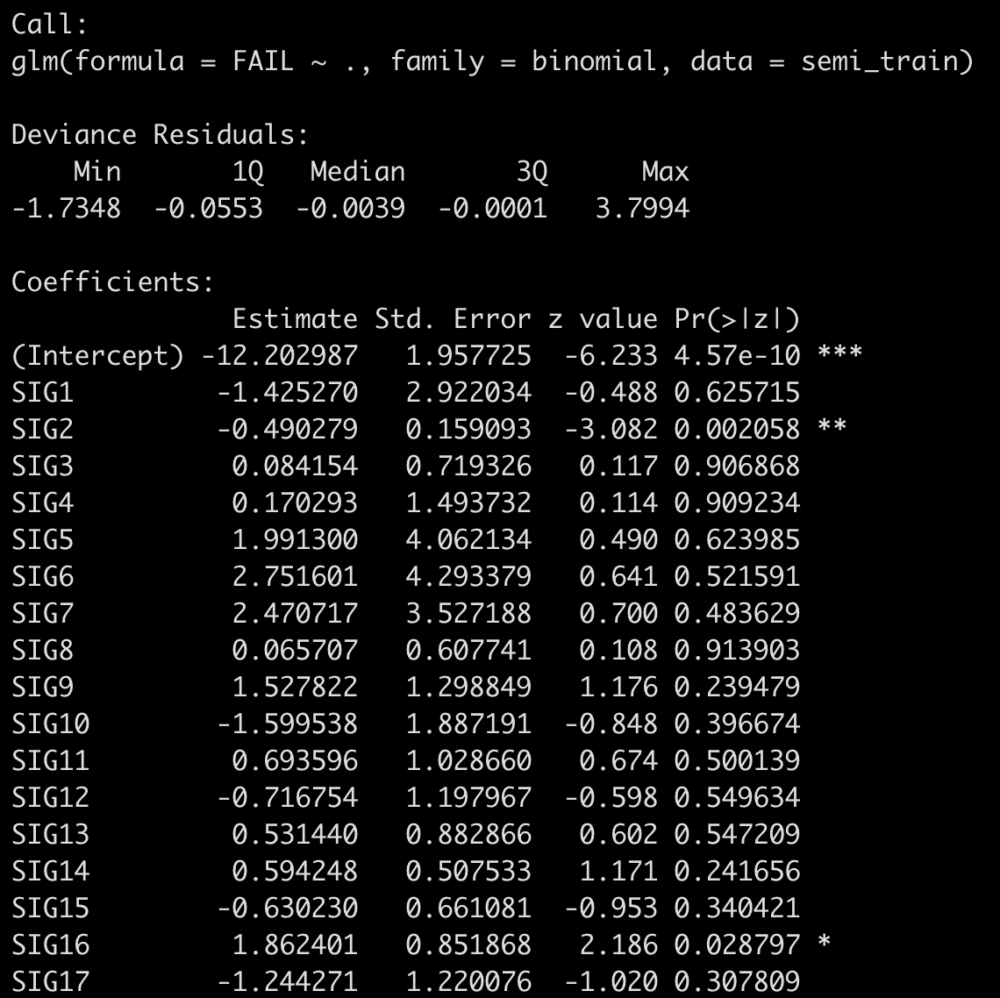 Call:
glm(formula = FAIL ~ ., family = binomial, data = semi_train)
Deviance Residuals:
    Min       1Q   Median       3Q      Max
-1.7348  -0.0553  -0.0039  -0.0001   3.7994
Coefficients:
              Estimate Std. Error z value Pr(>|z|)
(Intercept) -12.202987   1.957725  -6.233 4.57e-10 ***
SIG1         -1.425270   2.922034  -0.488 0.625715
SIG2         -0.490279   0.159093  -3.082 0.002058 **
SIG3          0.084154   0.719326   0.117 0.906868
SIG4          0.170293   1.493732   0.114 0.909234
SIG5          1.991300   4.062134   0.490 0.623985
SIG6          2.751601   4.293379   0.641 0.521591
SIG7          2.470717   3.527188   0.700 0.483629
SIG8          0.065707   0.607741   0.108 0.913903
SIG9          1.527822   1.298849   1.176 0.239479
SIG10        -1.599538   1.887191  -0.848 0.396674
SIG11         0.693596   1.028660   0.674 0.500139
SIG12        -0.716754   1.197967  -0.598 0.549634
SIG13         0.531440   0.882866   0.602 0.547209
SIG14         0.594248   0.507533   1.171 0.241656
SIG15        -0.630230   0.661081  -0.953 0.340421
SIG16         1.862401   0.851868   2.186 0.028797 *
SIG17        -1.244271   1.220076  -1.020 0.307809